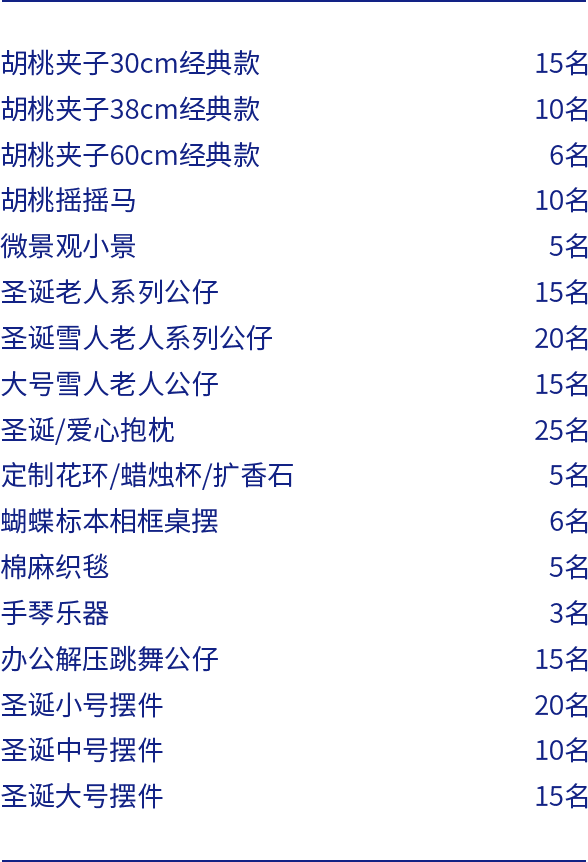 胡桃夹子30cm经典款 15名
胡桃夹子38cm经典款 10名
胡桃夹子60cm经典款 6名
胡桃摇摇马 10名
微景观小景 5名
圣诞老人系列公仔 15名
圣诞雪人老人系列公仔 20名
大号雪人老人公仔 15名
圣诞/爱心抱枕 25名
定制花环/蜡烛杯/扩香石 5名
蝴蝶标本相框桌摆 6名
棉麻织毯 5名
手琴乐器 3名
办公解压跳舞公仔 15名
圣诞小号摆件 20名
圣诞中号摆件 10名
圣诞大号摆件 15名